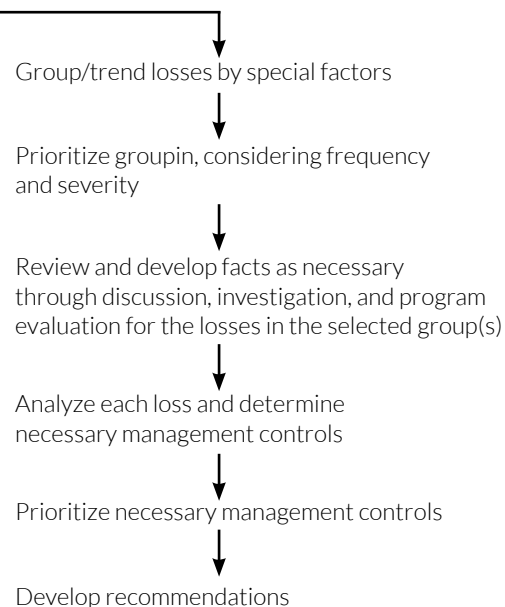 Group/trend losses by special factors
Prioritize groupin, considering frequency
and severity
Review and develop facts as necessary
through discussion, investigation, and program
evaluation for the losses in the selected group(s)
Analyze each loss and determine
necessary management controls
Prioritize necessary management controls
Develop recommendations